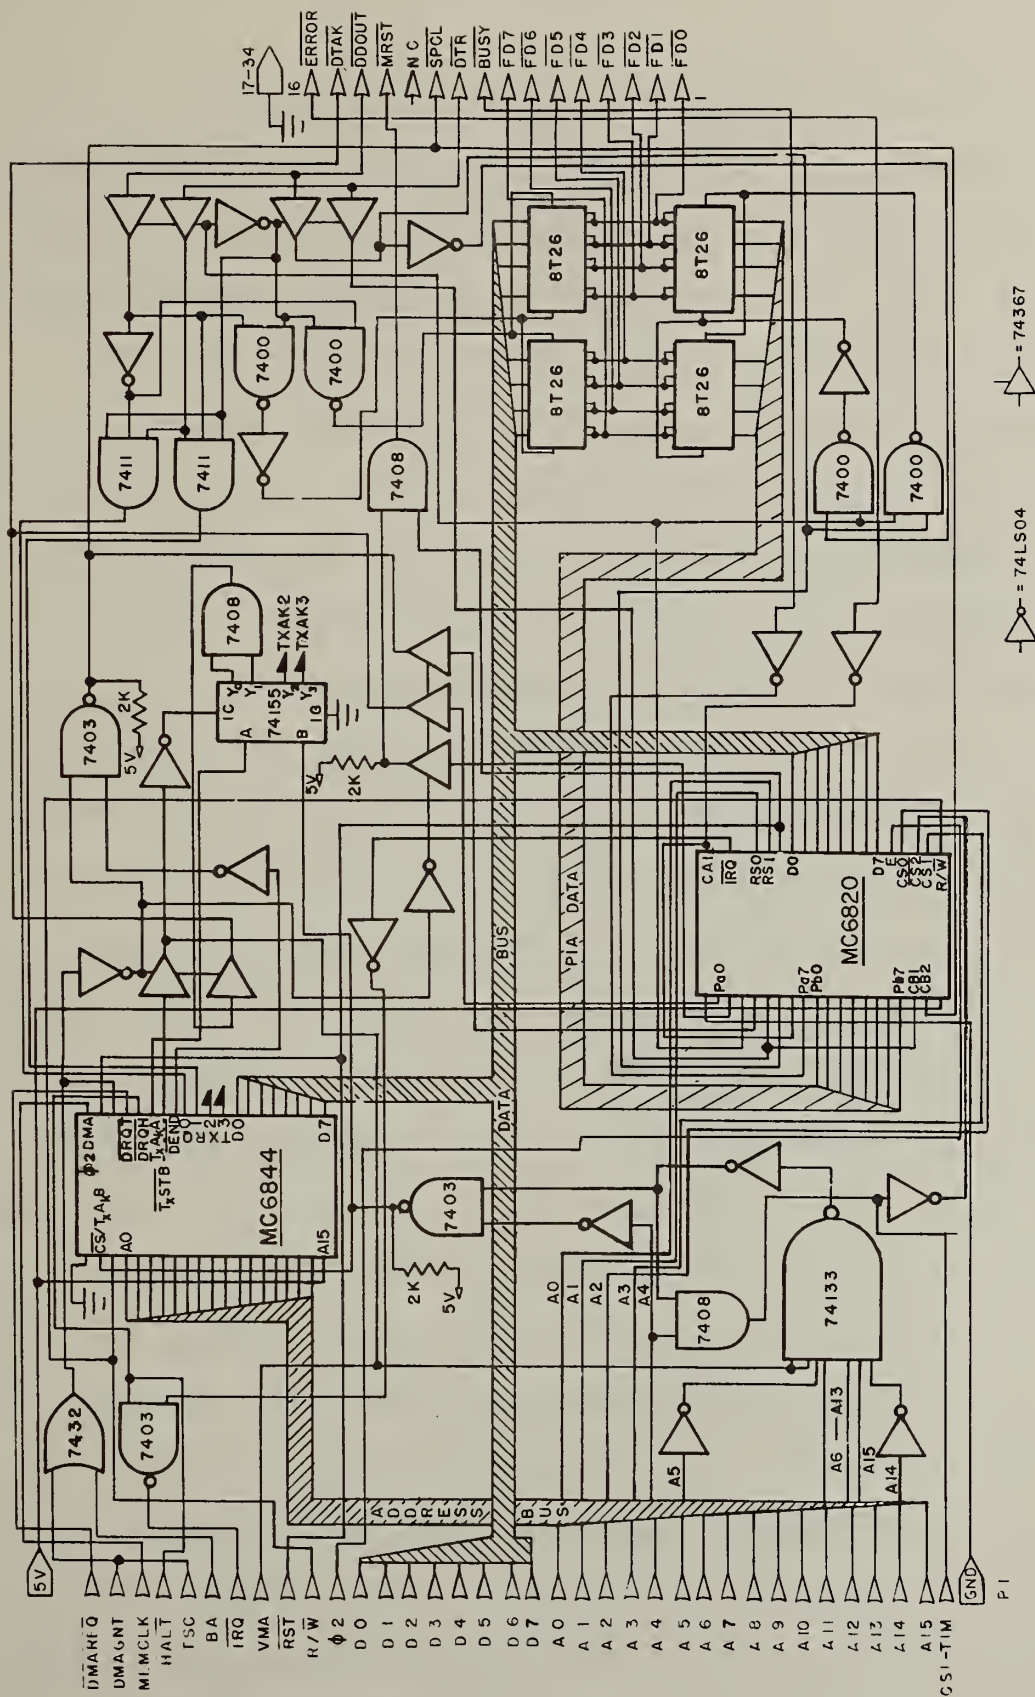 17-34
16
ERROR
DTAK
DDOUT
MRST
NC
SPCL
DTR
BUSY
FD7
FD6
FD5
FD4
FD3
FD2
FD1
FD0
1
7411
7411
7400
7400
7408
8T26
8T26
8T26
8T26
7400
7400
= 74367
= 74LS04
7403
2K
5V
7408
1C Y0
A Y1
74155
Y2
B 1G Y3
TXAK2
TXAK3
5V
2K
BUS
PIA DATA
DATA
CA1
IRQ
RS0
RS1
D0
D7
E
CS0
CS2
CS1
R/W
MC6820
Pa0
Pa7
Pb0
Pb7
CB1
CB2
φ2DMA
DRQT
DRQH
TxAKA
DEND
TxSTB
D0
D7
CS/TxAKB
A0
A15
MC6844
7403
2K
5V
A0
A1
A2
A3
A4
7408
74133
A5
A6 — A13
A15
A14
7432
7403
ADDRESS
BUS
5V
DMAREQ
DMAGNT
HALT
TSC
BA
IRQ
VMA
RST
R/W
φ2
D0
D1
D2
D3
D4
D5
D6
D7
A0
A1
A2
A3
A4
A5
A6
A7
A8
A9
A10
A11
A12
A13
A14
A15
CS1-TIM
GND
P1